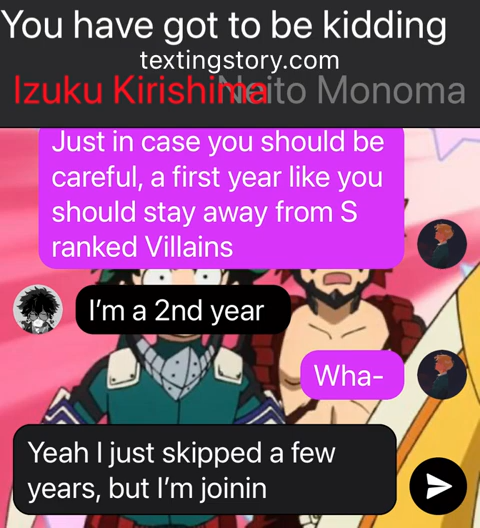 You have got to be kidding
textingstory.com
Izuku Kirishima Neito Monoma
Just in case you should be
careful, a first year like you
should stay away from S
ranked Villains
I'm a 2nd year
Wha-
Yeah I just skipped a few
years, but I'm joinin